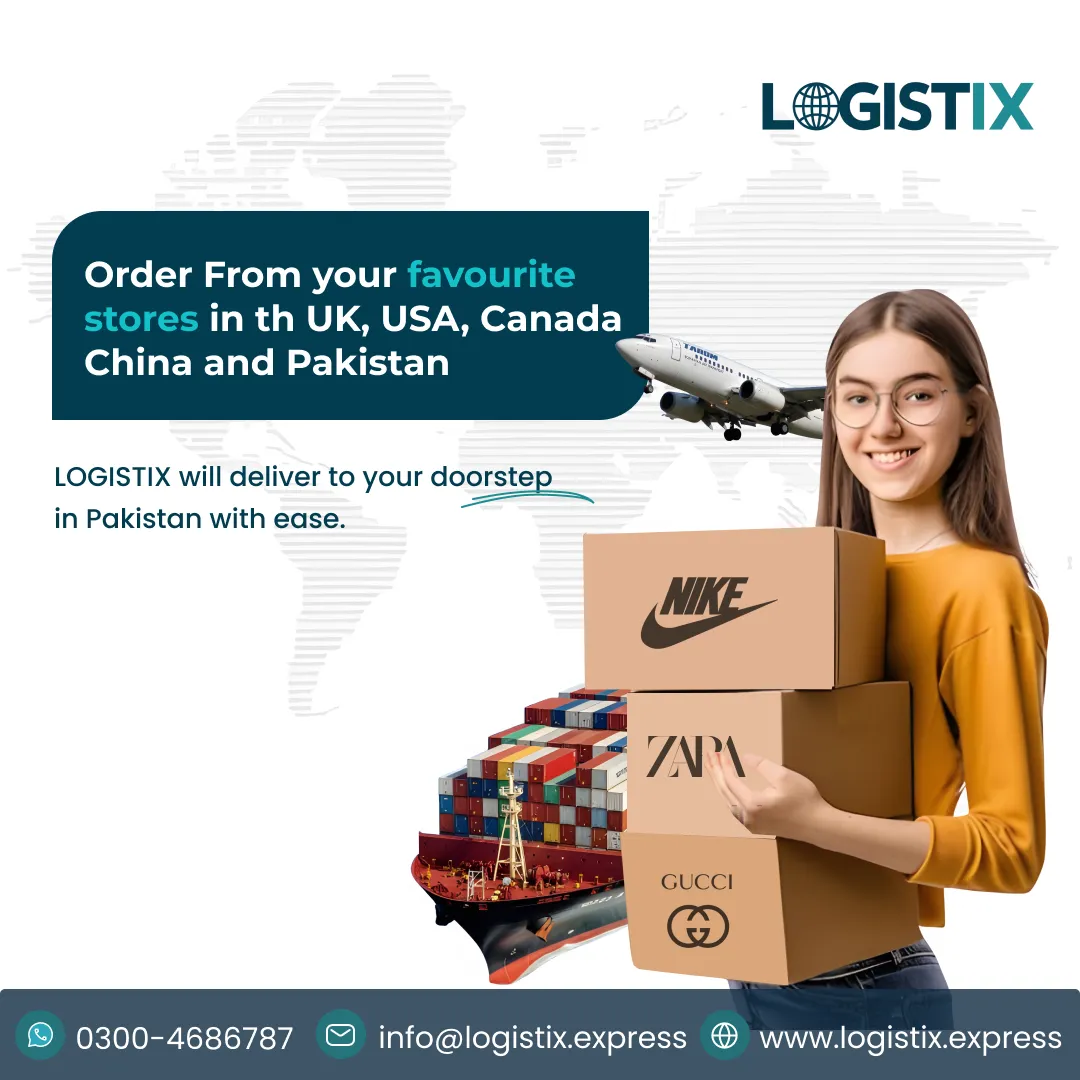 LOGISTIX
Order From your favourite
stores in th UK, USA, Canada
China and Pakistan
TAROM
LOGISTIX will deliver to your doorstep
in Pakistan with ease.
NIKE
ZARA
GUCCI
0300-4686787
info@logistix.express
www.logistix.express